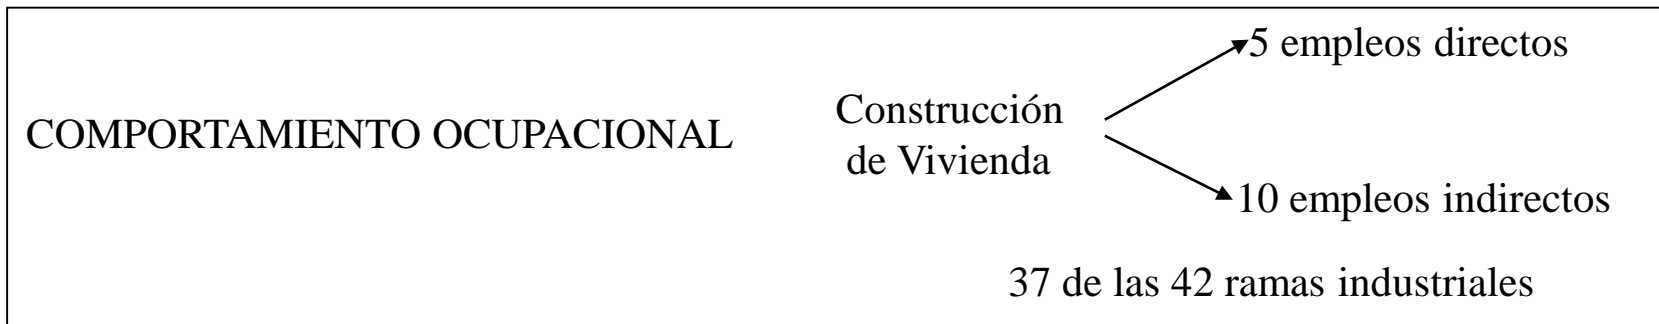 5 empleos directos
COMPORTAMIENTO OCUPACIONAL
Construcción
de Vivienda
10 empleos indirectos
37 de las 42 ramas industriales